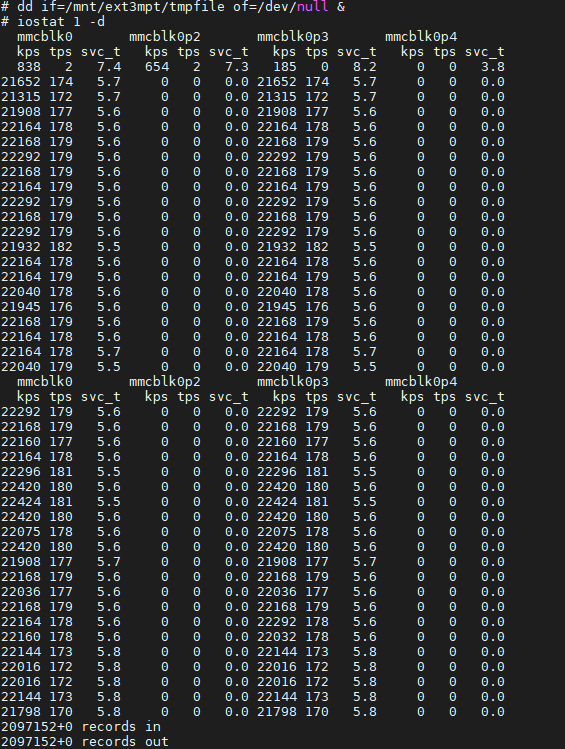 # dd if=/mnt/ext3mpt/tmpfile of=/dev/null &
# iostat 1 -d
  mmcblk0       mmcblk0p2       mmcblk0p3       mmcblk0p4
  kps tps svc_t   kps tps svc_t   kps tps svc_t   kps tps svc_t
  838   2   7.4   654   2   7.3   185   0   8.2     0   0   3.8
21652 174   5.7     0   0   0.0 21652 174   5.7     0   0   0.0
21315 172   5.7     0   0   0.0 21315 172   5.7     0   0   0.0
21908 177   5.6     0   0   0.0 21908 177   5.6     0   0   0.0
22164 178   5.6     0   0   0.0 22164 178   5.6     0   0   0.0
22168 179   5.6     0   0   0.0 22168 179   5.6     0   0   0.0
22292 179   5.6     0   0   0.0 22292 179   5.6     0   0   0.0
22168 179   5.6     0   0   0.0 22168 179   5.6     0   0   0.0
22164 179   5.6     0   0   0.0 22164 179   5.6     0   0   0.0
22292 179   5.6     0   0   0.0 22292 179   5.6     0   0   0.0
22168 179   5.6     0   0   0.0 22168 179   5.6     0   0   0.0
22292 179   5.6     0   0   0.0 22292 179   5.6     0   0   0.0
21932 182   5.5     0   0   0.0 21932 182   5.5     0   0   0.0
22164 178   5.6     0   0   0.0 22164 178   5.6     0   0   0.0
22164 179   5.6     0   0   0.0 22164 179   5.6     0   0   0.0
22040 178   5.6     0   0   0.0 22040 178   5.6     0   0   0.0
21945 176   5.6     0   0   0.0 21945 176   5.6     0   0   0.0
22168 179   5.6     0   0   0.0 22168 179   5.6     0   0   0.0
22164 178   5.6     0   0   0.0 22164 178   5.6     0   0   0.0
22164 178   5.7     0   0   0.0 22164 178   5.7     0   0   0.0
22040 179   5.5     0   0   0.0 22040 179   5.5     0   0   0.0
  mmcblk0       mmcblk0p2       mmcblk0p3       mmcblk0p4
  kps tps svc_t   kps tps svc_t   kps tps svc_t   kps tps svc_t
22292 179   5.6     0   0   0.0 22292 179   5.6     0   0   0.0
22168 179   5.6     0   0   0.0 22168 179   5.6     0   0   0.0
22160 177   5.6     0   0   0.0 22160 177   5.6     0   0   0.0
22164 178   5.6     0   0   0.0 22164 178   5.6     0   0   0.0
22296 181   5.5     0   0   0.0 22296 181   5.5     0   0   0.0
22420 180   5.6     0   0   0.0 22420 180   5.6     0   0   0.0
22424 181   5.5     0   0   0.0 22424 181   5.5     0   0   0.0
22420 180   5.6     0   0   0.0 22420 180   5.6     0   0   0.0
22075 178   5.6     0   0   0.0 22075 178   5.6     0   0   0.0
22420 180   5.6     0   0   0.0 22420 180   5.6     0   0   0.0
21908 177   5.7     0   0   0.0 21908 177   5.7     0   0   0.0
22168 179   5.6     0   0   0.0 22168 179   5.6     0   0   0.0
22036 177   5.6     0   0   0.0 22036 177   5.6     0   0   0.0
22168 179   5.6     0   0   0.0 22168 179   5.6     0   0   0.0
22164 178   5.6     0   0   0.0 22292 178   5.6     0   0   0.0
22160 178   5.6     0   0   0.0 22032 178   5.6     0   0   0.0
22144 173   5.8     0   0   0.0 22144 173   5.8     0   0   0.0
22016 172   5.8     0   0   0.0 22016 172   5.8     0   0   0.0
22016 172   5.8     0   0   0.0 22016 172   5.8     0   0   0.0
22144 173   5.8     0   0   0.0 22144 173   5.8     0   0   0.0
21798 170   5.8     0   0   0.0 21798 170   5.8     0   0   0.0
2097152+0 records in
2097152+0 records out